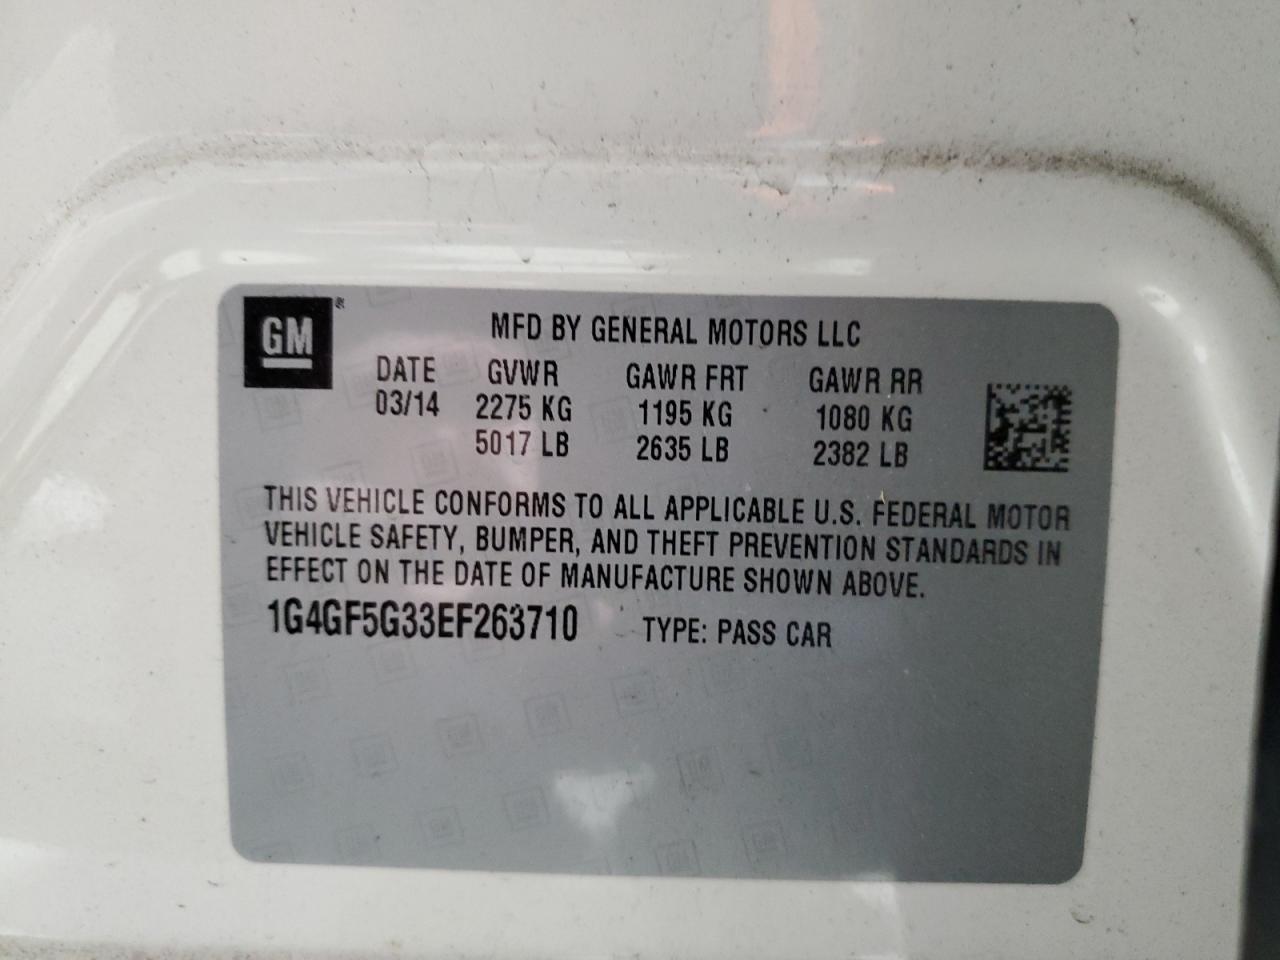 GM ®
MFD BY GENERAL MOTORS LLC
DATE GVWR GAWR FRT GAWR RR
03/14 2275 KG 1195 KG 1080 KG
5017 LB 2635 LB 2382 LB
THIS VEHICLE CONFORMS TO ALL APPLICABLE U.S. FEDERAL MOTOR
VEHICLE SAFETY, BUMPER, AND THEFT PREVENTION STANDARDS IN
EFFECT ON THE DATE OF MANUFACTURE SHOWN ABOVE.
1G4GF5G33EF263710 TYPE: PASS CAR